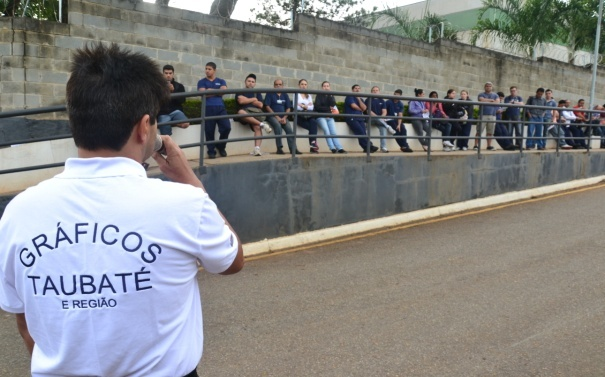 GRÁFICOS
TAUBATÉ
E REGIÃO